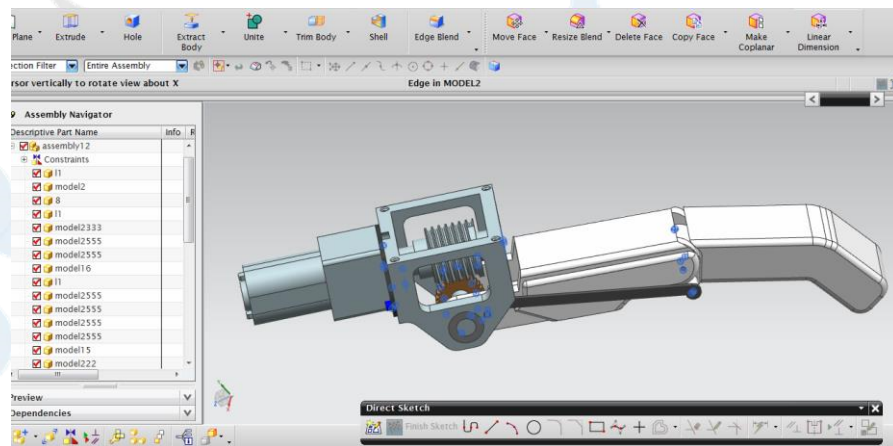 Plane Extrude Hole Extract Body Unite Trim Body Shell Edge Blend Move Face Resize Blend Delete Face Copy Face Make Coplanar Linear Dimension
ection Filter Entire Assembly
rsor vertically to rotate view about X Edge in MODEL2
Assembly Navigator
Descriptive Part Name Info R
assembly12
Constraints
l1
model2
8
l1
model2333
model2555
model2555
model16
l1
model2555
model2555
model2555
model2555
model15
model222
Preview
Dependencies
Direct Sketch
Finish Sketch